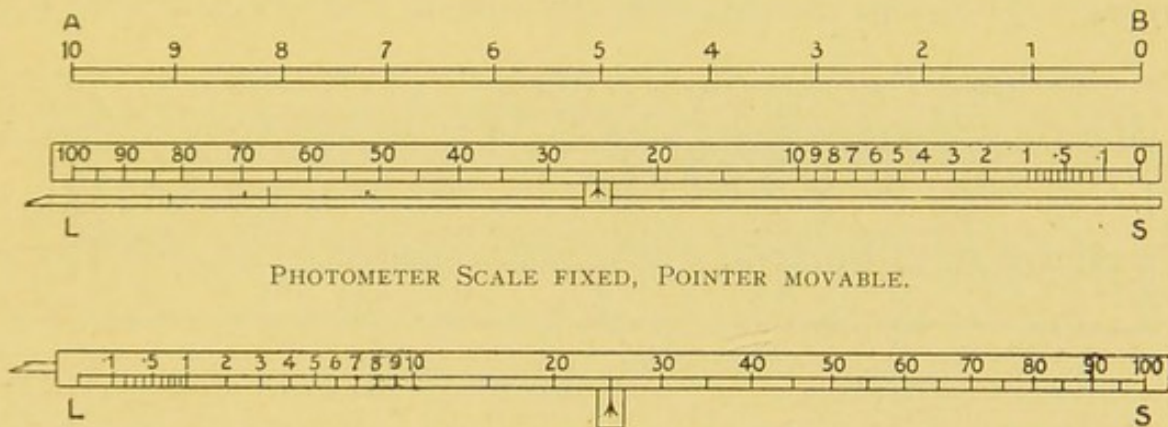 A B
10 9 8 7 6 5 4 3 2 1 0
100 90 80 70 60 50 40 30 20 10 9 8 7 6 5 4 3 2 1 ·5 ·1 0
L S
PHOTOMETER SCALE FIXED, POINTER MOVABLE.
·1 ·5 1 2 3 4 5 6 7 8 9 10 20 30 40 50 60 70 80 90 100
L S